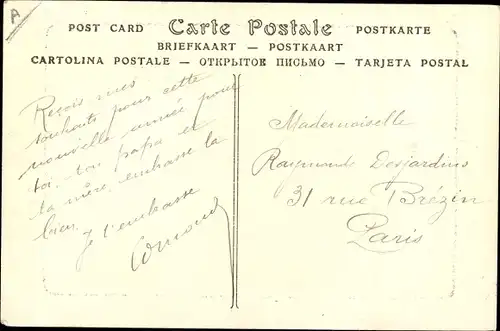 A
POST CARD Carte Postale POSTKARTE
BRIEFKAART — POSTKAART
CARTOLINA POSTALE — ОТКРЫТОЕ ПИСЬМО — TARJETA POSTAL
Reçois mes
souhaits pour cette
nouvelle année pour
toi, ton papa et
ta mère, embrasse la
bien.
Je t'embrasse
Mademoiselle
Raymonde Desjardins
31 rue Brézin
Paris